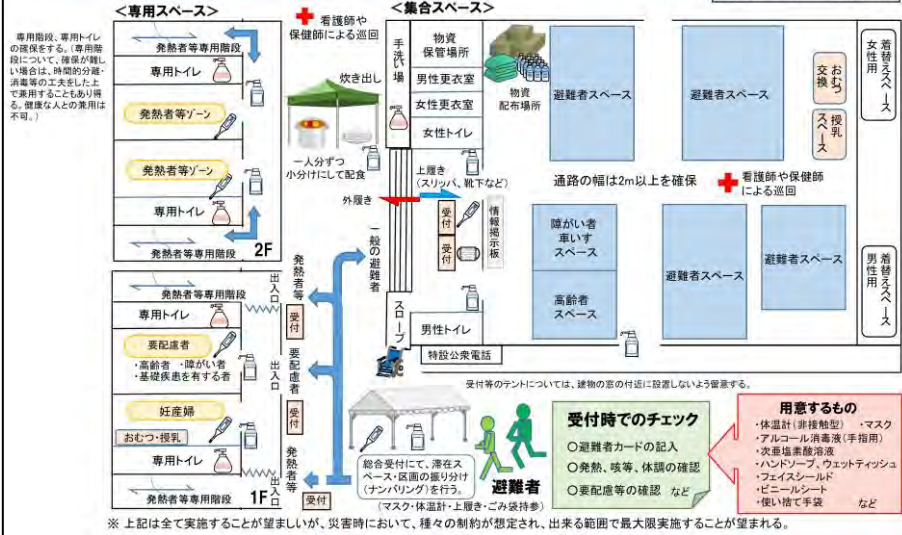 <専用スペース>
専用階段、専用トイレ
の確保をする。(専用階
段について、確保が難し
い場合は、時間的分離・
消毒等の工夫をした上
で兼用することもあり得
る。健康な人との兼用は
不可。)
発熱者等専用階段
専用トイレ
発熱者等ゾーン
発熱者等ゾーン
専用トイレ
発熱者等専用階段
2F
看護師や
保健師による巡回
炊き出し
一人分ずつ
小分けにして配食
発熱者等専用階段
専用トイレ
要配慮者
・高齢者 ・障がい者
・基礎疾患を有する者
妊産婦
おむつ・授乳
専用トイレ
発熱者等専用階段
1F
出入口
出入口
出入口
発熱者等
受付
要配慮者
受付
発熱者等
受付
一般の避難者
<集合スペース>
手洗い場
物資
保管場所
男性更衣室
女性更衣室
女性トイレ
物資
配布場所
上履き
(スリッパ、靴下など)
外履き
受付
受付
情報掲示板
スロープ
男性トイレ
特設公衆電話
避難者スペース
避難者スペース
おむつ
交換
授乳
スペース
着替えスペース
女性用
通路の幅は2m以上を確保
看護師や保健師
による巡回
障がい者
車いす
スペース
高齢者
スペース
避難者スペース
避難者スペース
着替えスペース
男性用
受付等のテントについては、建物の窓の付近に設置しないよう留意する。
総合受付にて、滞在ス
ペース・区画の振り分け
(ナンバリング)を行う。
避難者
(マスク・体温計・上履き・ごみ袋持参)
受付時でのチェック
○避難者カードの記入
○発熱、咳等、体調の確認
○要配慮等の確認 など
用意するもの
・体温計(非接触型) ・マスク
・アルコール消毒液(手指用)
・次亜塩素酸溶液
・ハンドソープ、ウェットティッシュ
・フェイスシールド
・ビニールシート
・使い捨て手袋 など
※ 上記は全て実施することが望ましいが、災害時において、種々の制約が想定され、出来る範囲で最大限実施することが望まれる。